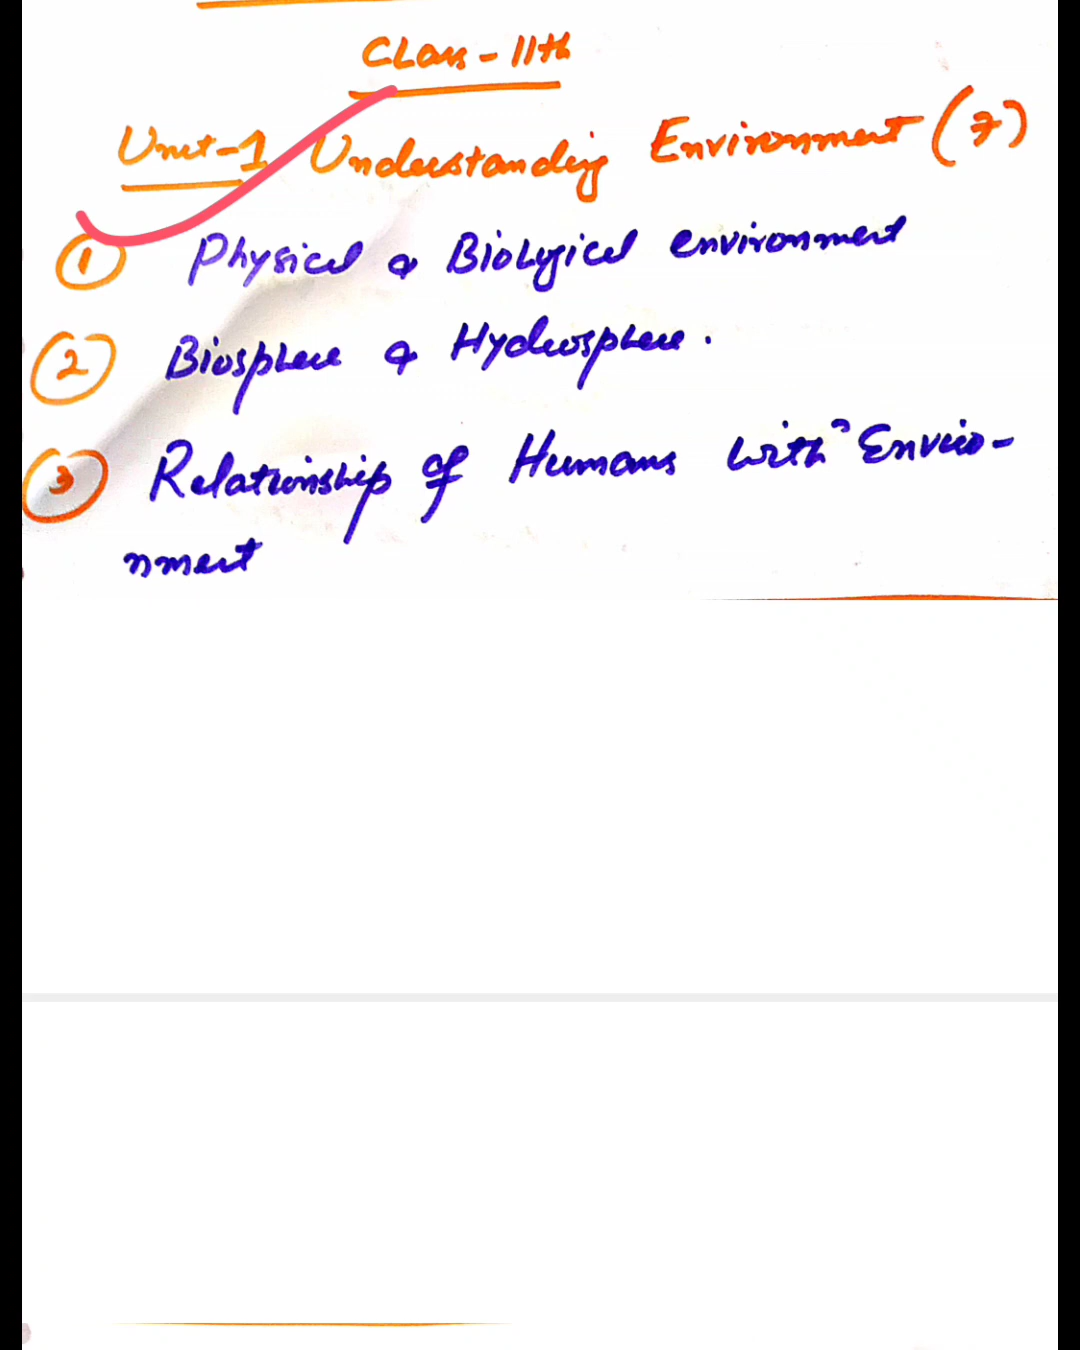 Class - 11th
Unit-1 Understanding Environment (7)
1 Physical & Biological environment
2 Biosphere & Hydrosphere.
3 Relationship of Humans with Enviro-
nment